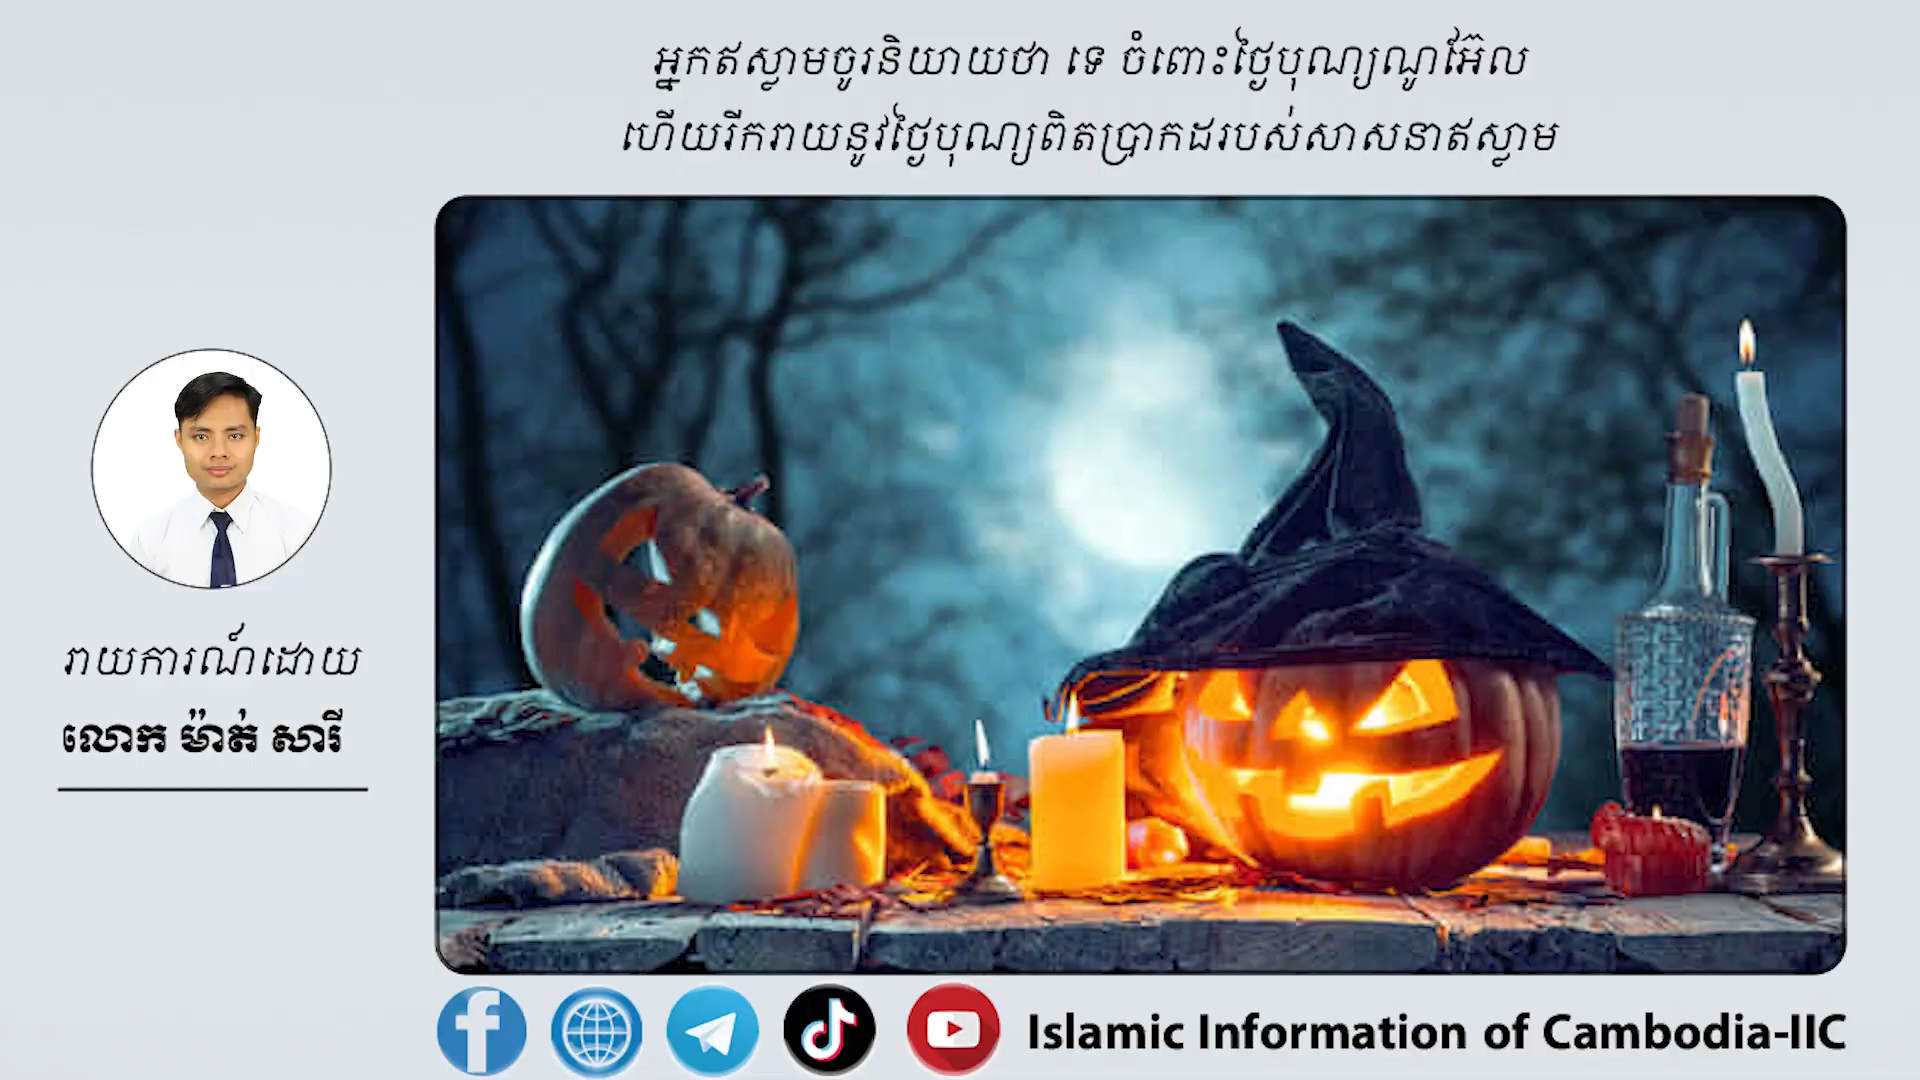 អ្នកឥស្លាមចូរនិយាយថា ទេ ចំពោះថ្ងៃបុណ្យណូអ៊ែល
ហើយរីករាយនូវថ្ងៃបុណ្យពិតប្រាកដរបស់សាសនាឥស្លាម
រាយការណ៍ដោយ
លោក ម៉ាត់ សារី
Islamic Information of Cambodia-IIC